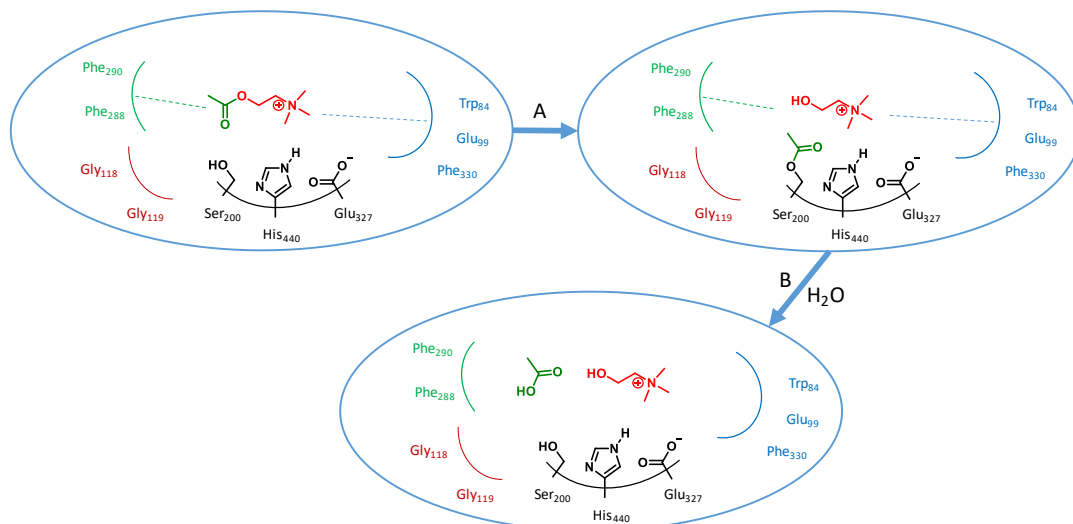 Phe290
Phe288
Gly118
Gly119
O
O
N
⊕
HO
N
N
H
O
O−
Ser200
His440
Glu327
Trp84
Glu99
Phe330
A
Phe290
Phe288
Gly118
Gly119
HO
N
⊕
O
O
N
N
H
O
O−
Ser200
His440
Glu327
Trp84
Glu99
Phe330
B
H2O
Phe290
Phe288
Gly118
Gly119
O
HO
HO
N
⊕
HO
N
N
H
O
O−
Ser200
His440
Glu327
Trp84
Glu99
Phe330